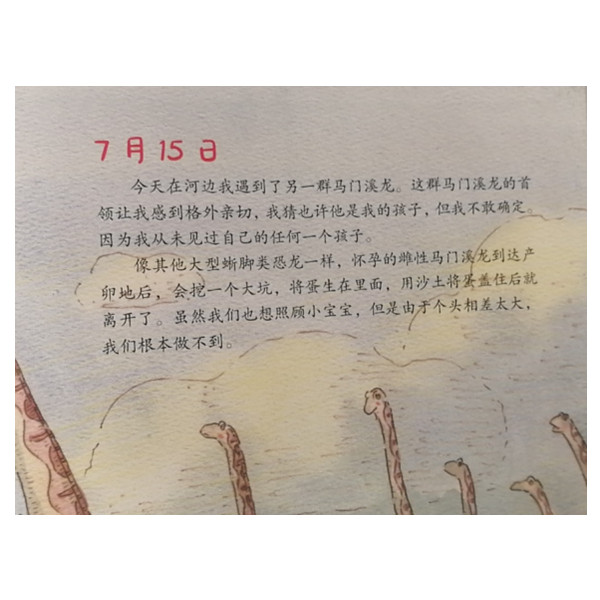 7月15日
今天在河边我遇到了另一群马门溪龙。这群马门溪龙的首
领让我感到格外亲切，我猜也许他是我的孩子，但我不敢确定。
因为我从未见过自己的任何一个孩子。
像其他大型蜥脚类恐龙一样，怀孕的雌性马门溪龙到达产
卵地后，会挖一个大坑，将蛋生在里面，用沙土将蛋盖住后就
离开了。虽然我们也想照顾小宝宝，但是由于个头相差太大，
我们根本做不到。